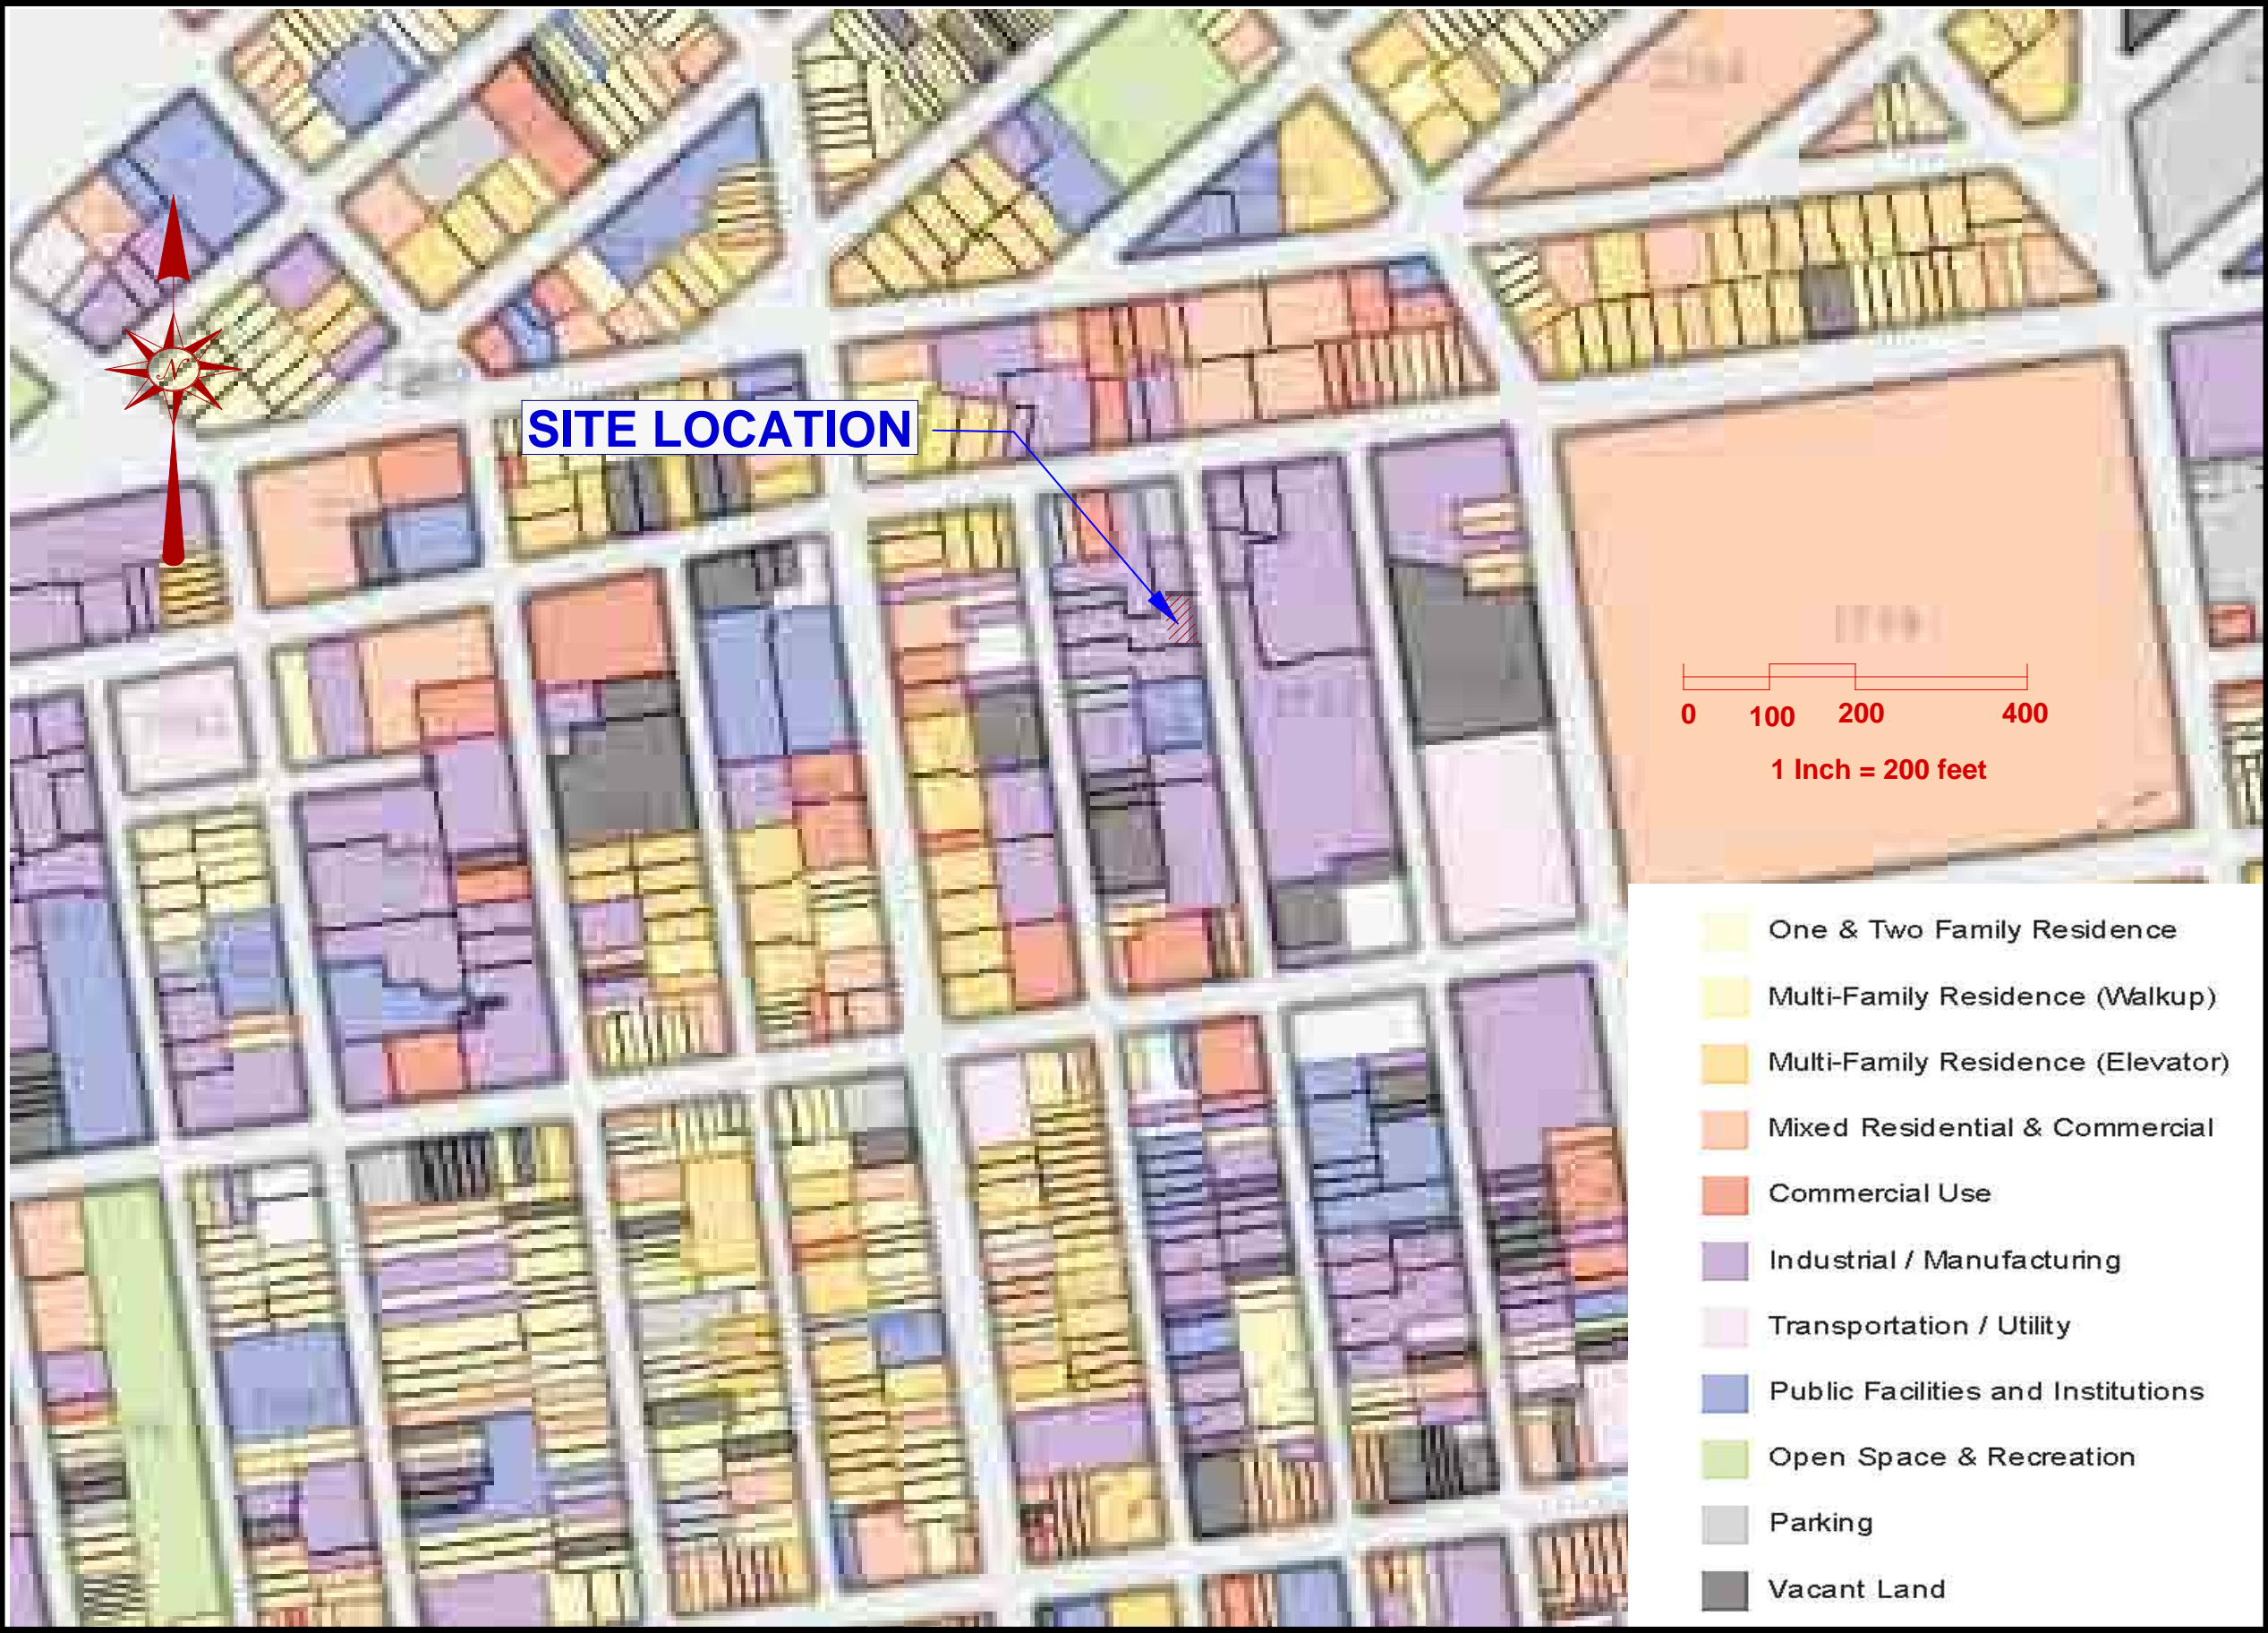 N
SITE LOCATION
0 100 200 400
1 Inch = 200 feet
One & Two Family Residence
Multi-Family Residence (Walkup)
Multi-Family Residence (Elevator)
Mixed Residential & Commercial
Commercial Use
Industrial / Manufacturing
Transportation / Utility
Public Facilities and Institutions
Open Space & Recreation
Parking
Vacant Land